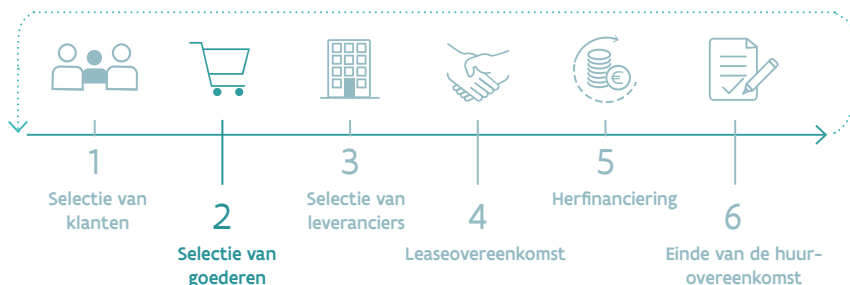 1
Selectie van
klanten
2
Selectie van
goederen
3
Selectie van
leveranciers
4
Leaseovereenkomst
€
5
Herfinanciering
6
Einde van de huur-
overeenkomst